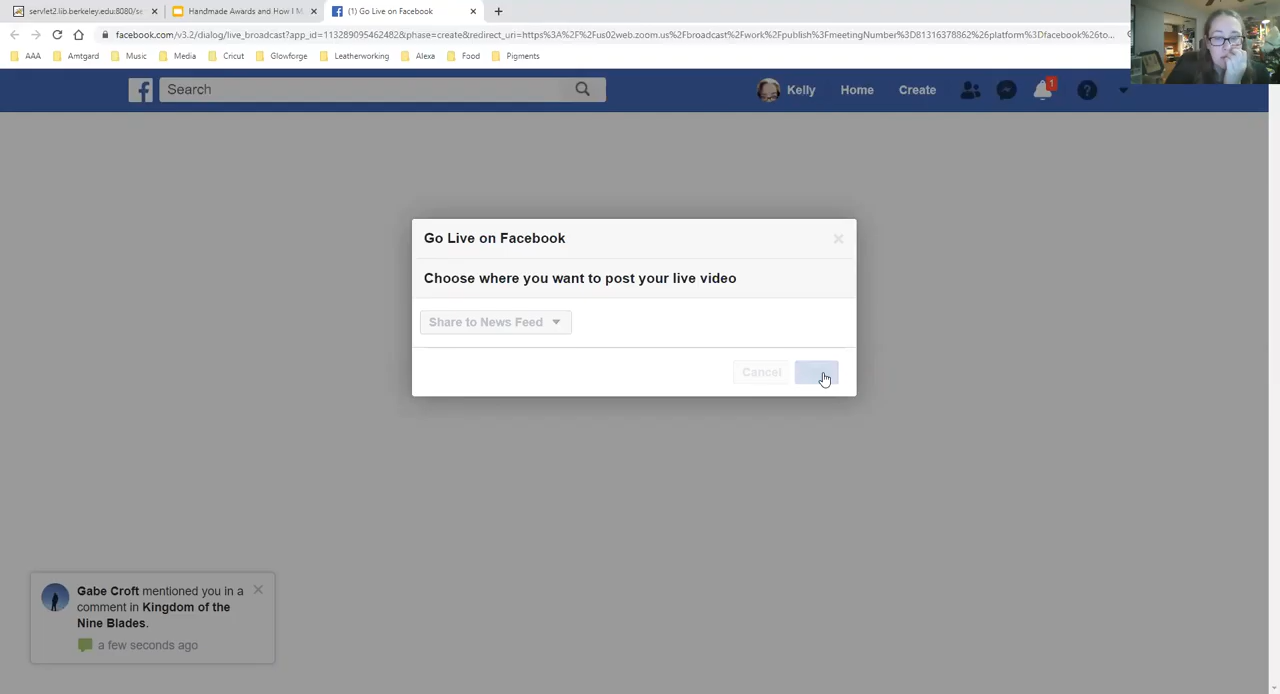 servlet2.lib.berkeley.edu:8080/se
Handmade Awards and How I M
(1) Go Live on Facebook
facebook.com/v3.2/dialog/live_broadcast?app_id=113289095462482&phase=create&redirect_uri=https%3A%2F%2Fus02web.zoom.us%2Fbroadcast%2Fwork%2Fpublish%3FmeetingNumber%3D81316378862%26platform%3Dfacebook%26to...
AAA Amtgard Music Media Cricut Glowforge Leatherworking Alexa Food Pigments
Search
Kelly Home Create 1
Go Live on Facebook
Choose where you want to post your live video
Share to News Feed
Cancel
Gabe Croft mentioned you in a
comment in Kingdom of the
Nine Blades.
a few seconds ago